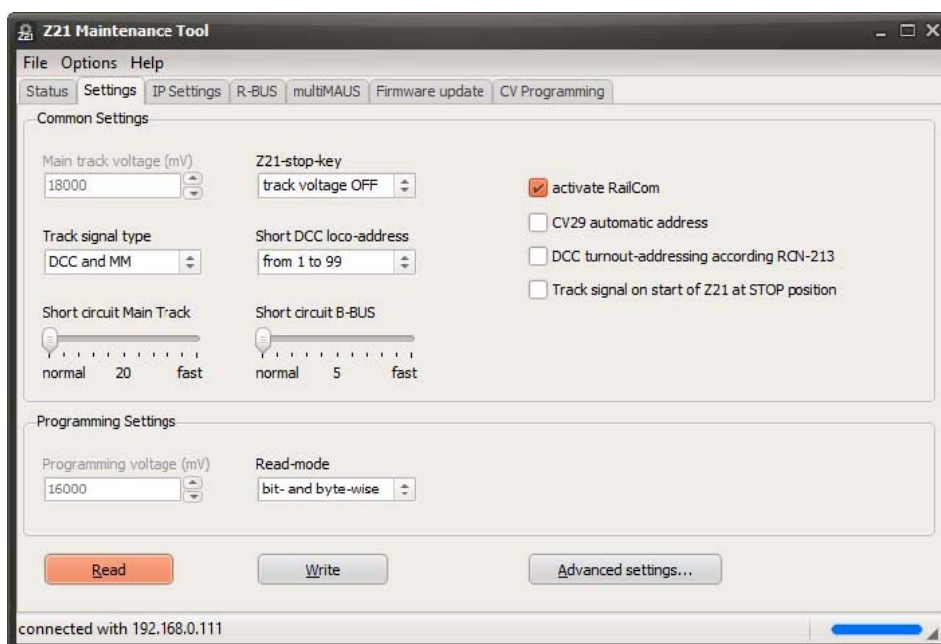 Z21 Z21 Maintenance Tool
File Options Help
Status Settings IP Settings R-BUS multiMAUS Firmware update CV Programming
Common Settings
Main track voltage (mV)
18000
Z21-stop-key
track voltage OFF
Track signal type
DCC and MM
Short DCC loco-address
from 1 to 99
Short circuit Main Track
normal 20 fast
Short circuit B-BUS
normal 5 fast
activate RailCom
CV29 automatic address
DCC turnout-addressing according RCN-213
Track signal on start of Z21 at STOP position
Programming Settings
Programming voltage (mV)
16000
Read-mode
bit- and byte-wise
Read Write Advanced settings...
connected with 192.168.0.111